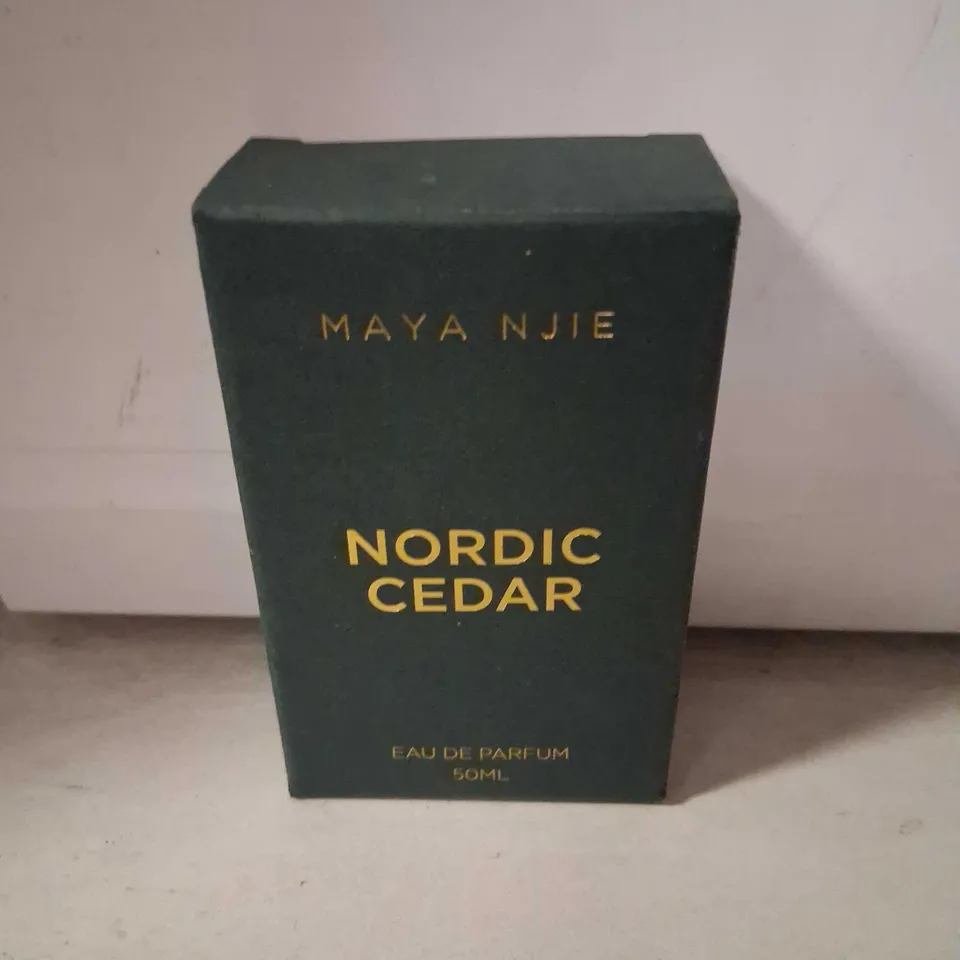 MAYA NJIE
NORDIC
CEDAR
EAU DE PARFUM
50ML